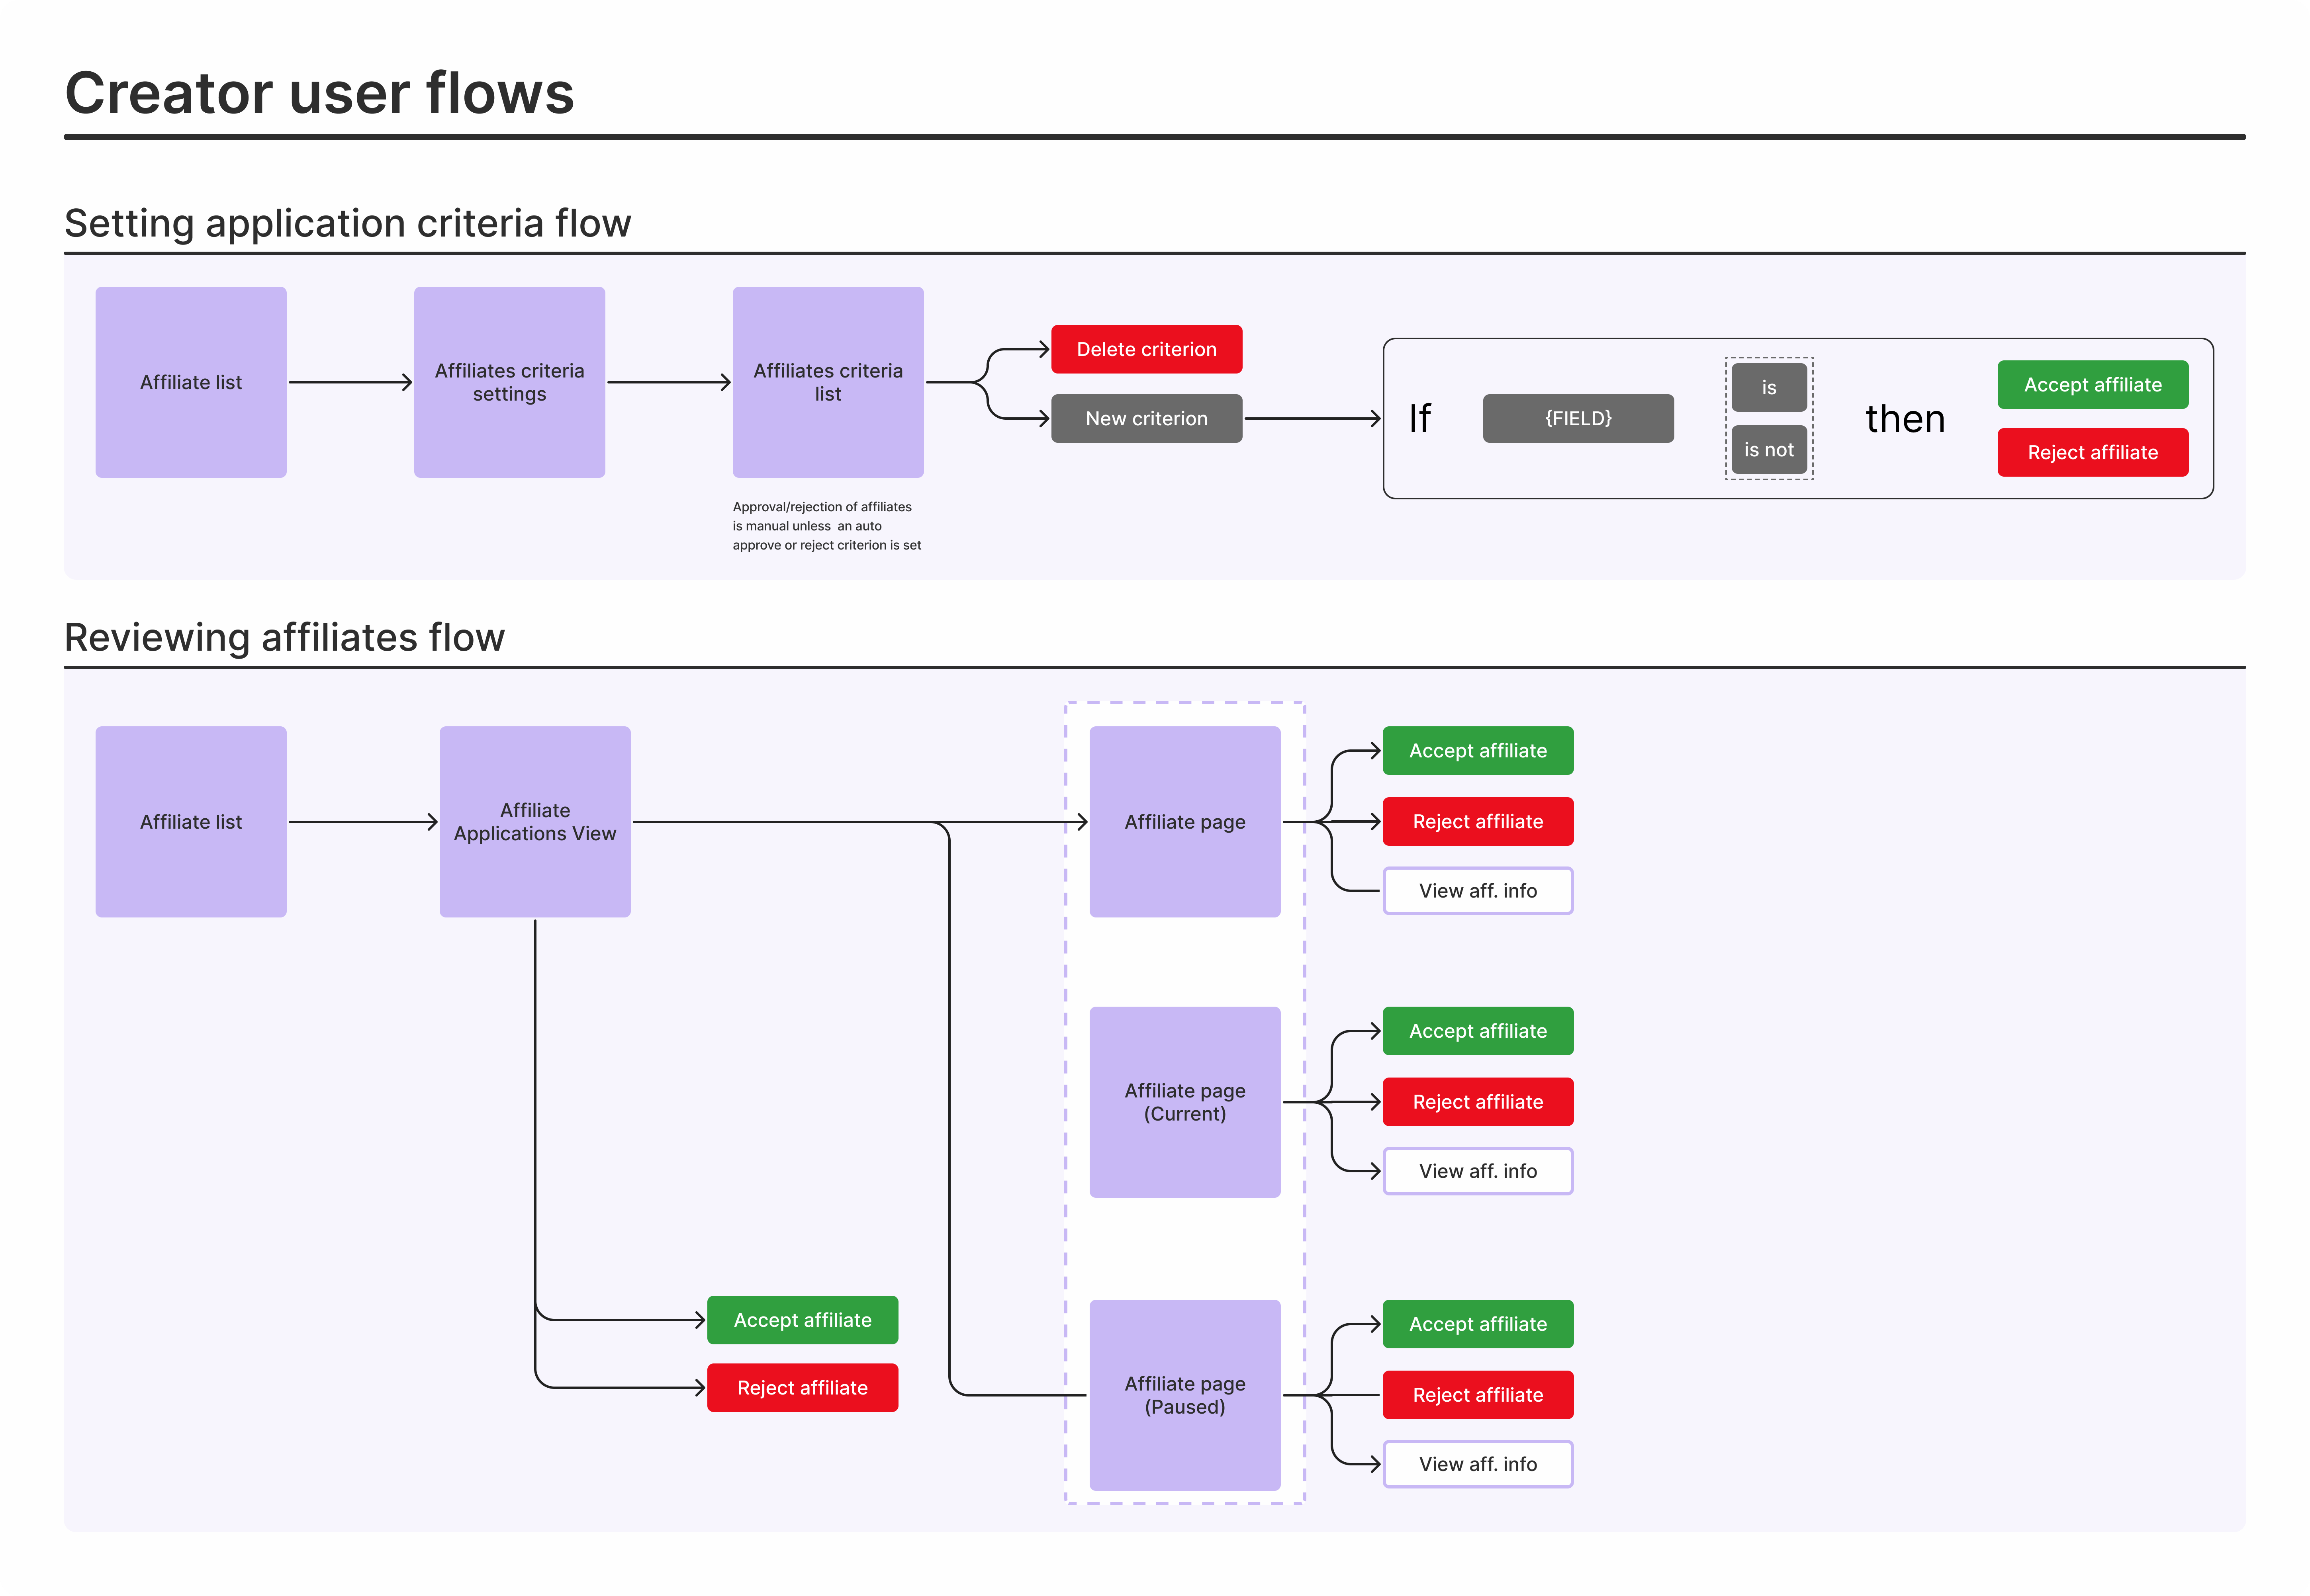 Creator user flows
Setting application criteria flow
Affiliate list
Affiliates criteria
settings
Affiliates criteria
list
Approval/rejection of affiliates
is manual unless  an auto
approve or reject criterion is set
Delete criterion
New criterion
If
{FIELD}
is
is not
then
Accept affiliate
Reject affiliate
Reviewing affiliates flow
Affiliate list
Affiliate
Applications View
Accept affiliate
Reject affiliate
Affiliate page
Accept affiliate
Reject affiliate
View aff. info
Affiliate page
(Current)
Accept affiliate
Reject affiliate
View aff. info
Affiliate page
(Paused)
Accept affiliate
Reject affiliate
View aff. info